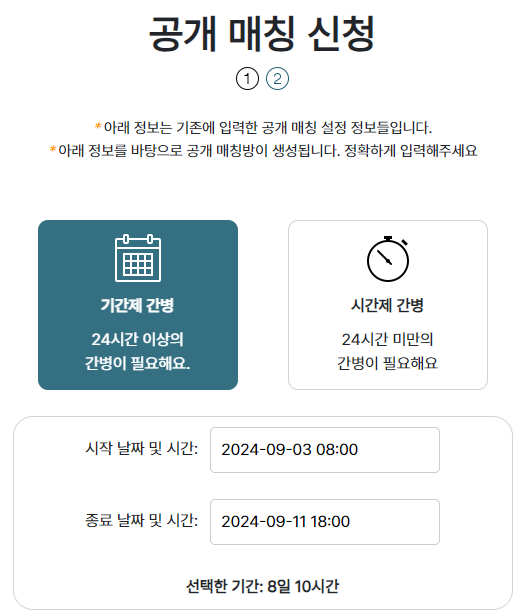 공개 매칭 신청
① ②
*아래 정보는 기존에 입력한 공개 매칭 설정 정보들입니다.
*아래 정보를 바탕으로 공개 매칭방이 생성됩니다. 정확하게 입력해주세요
기간제 간병
24시간 이상의
간병이 필요해요.
시간제 간병
24시간 미만의
간병이 필요해요
시작 날짜 및 시간: 2024-09-03 08:00
종료 날짜 및 시간: 2024-09-11 18:00
선택한 기간: 8일 10시간